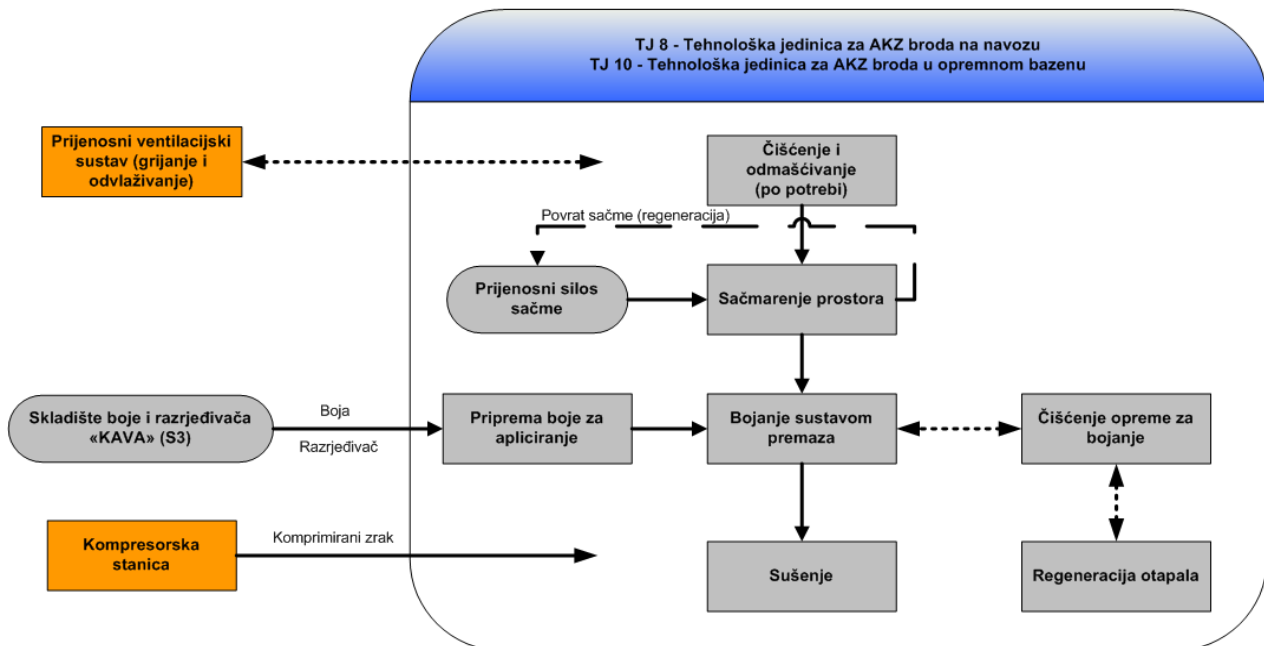 TJ 8 - Tehnološka jedinica za AKZ broda na navozu
TJ 10 - Tehnološka jedinica za AKZ broda u opremnom bazenu
Prijenosni ventilacijski
sustav (grijanje i
odvlaživanje)
Čišćenje i
odmašćivanje
(po potrebi)
Povrat sačme (regeneracija)
Prijenosni silos
sačme
Sačmarenje prostora
Skladište boje i razrjeđivača
«KAVA» (S3)
Boja
Razrjeđivač
Priprema boje za
apliciranje
Bojanje sustavom
premaza
Čišćenje opreme za
bojanje
Kompresorska
stanica
Komprimirani zrak
Sušenje
Regeneracija otapala